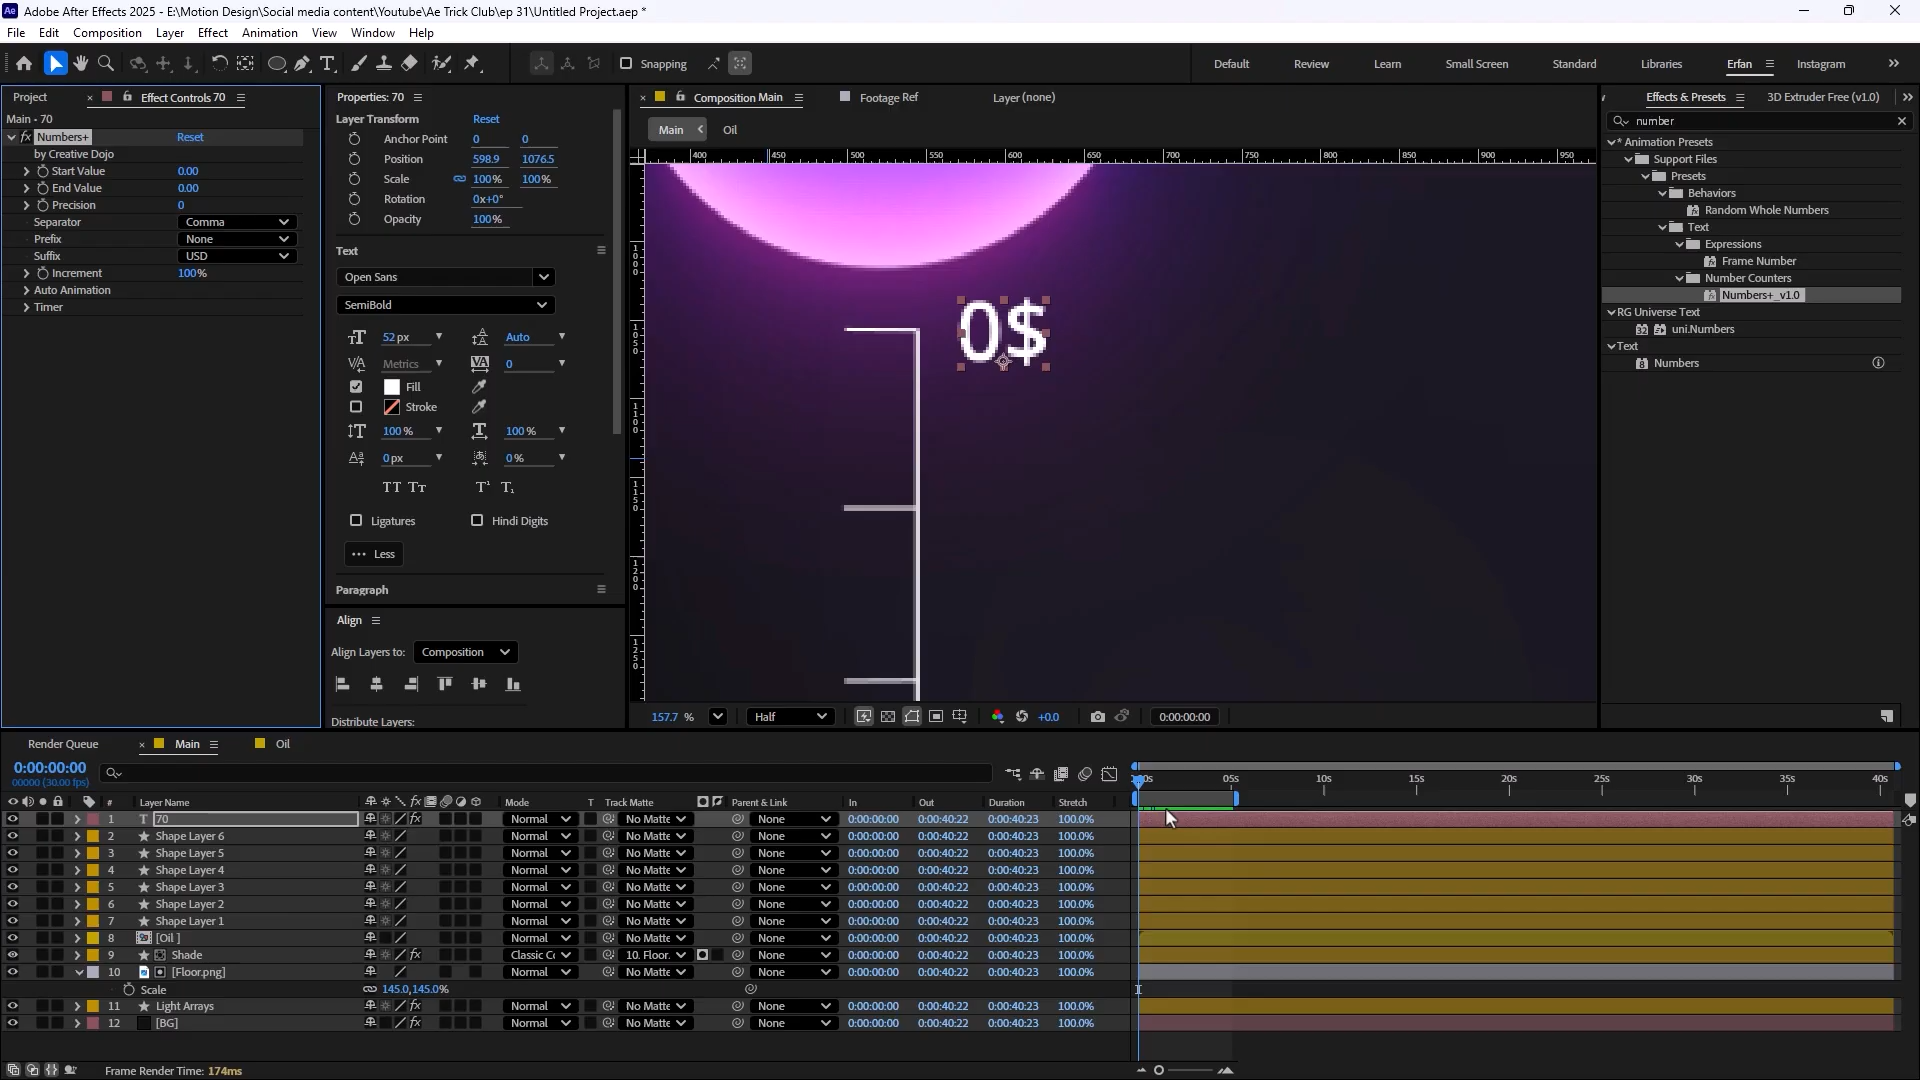 Adobe After Effects 2025 - E:\Motion Design\Social media content\Youtube\Ae Trick Club\ep 31\Untitled Project.aep *
File Edit Composition Layer Effect Animation View Window Help
Snapping
Default Review Learn Small Screen Standard Libraries Erfan Instagram
Project Effect Controls 70
Main - 70
Numbers+ Reset
by Creative Dojo
Start Value 0.00
End Value 0.00
Precision 0
Separator Comma
Prefix None
Suffix USD
Increment 100%
Auto Animation
Timer
Properties: 70
Layer Transform Reset
Anchor Point 0 0
Position 598.9 1076.5
Scale 100% 100%
Rotation 0x+0°
Opacity 100%
Text
Open Sans
SemiBold
52 px Auto
Metrics 0
Fill
Stroke
100 % 100 %
0 px 0 %
TT Tт T¹ T₁
Ligatures Hindi Digits
Less
Paragraph
Align
Align Layers to: Composition
Distribute Layers:
Composition Main Footage Ref Layer (none)
Main Oil
400 450 500 550 600 650 700 750 800 850 900 950
1000
1050
1100
1150
1200
1250
0$
157.7 % Half +0.0 0:00:00:00
Effects & Presets 3D Extruder Free (v1.0)
number
* Animation Presets
Support Files
Presets
Behaviors
Random Whole Numbers
Text
Expressions
Frame Number
Number Counters
Numbers+_v1.0
RG Universe Text
uni.Numbers
Text
Numbers
Render Queue Main Oil
0:00:00:00
00000 (30.00 fps)
05s 10s 15s 20s 25s 30s 35s 40s
# Layer Name Mode T Track Matte Parent & Link In Out Duration Stretch
1 70 Normal No Matte None 0:00:00:00 0:00:40:22 0:00:40:23 100.0%
2 Shape Layer 6 Normal No Matte None 0:00:00:00 0:00:40:22 0:00:40:23 100.0%
3 Shape Layer 5 Normal No Matte None 0:00:00:00 0:00:40:22 0:00:40:23 100.0%
4 Shape Layer 4 Normal No Matte None 0:00:00:00 0:00:40:22 0:00:40:23 100.0%
5 Shape Layer 3 Normal No Matte None 0:00:00:00 0:00:40:22 0:00:40:23 100.0%
6 Shape Layer 2 Normal No Matte None 0:00:00:00 0:00:40:22 0:00:40:23 100.0%
7 Shape Layer 1 Normal No Matte None 0:00:00:00 0:00:40:22 0:00:40:23 100.0%
8 [Oil ] Normal No Matte None 0:00:00:00 0:00:40:22 0:00:40:23 100.0%
9 Shade Classic Cc 10. Floor. None 0:00:00:00 0:00:40:22 0:00:40:23 100.0%
10 [Floor.png] Normal No Matte None 0:00:00:00 0:00:40:22 0:00:40:23 100.0%
Scale 145.0,145.0%
11 Light Arrays Normal No Matte None 0:00:00:00 0:00:40:22 0:00:40:23 100.0%
12 [BG] Normal No Matte None 0:00:00:00 0:00:40:22 0:00:40:23 100.0%
Frame Render Time: 174ms